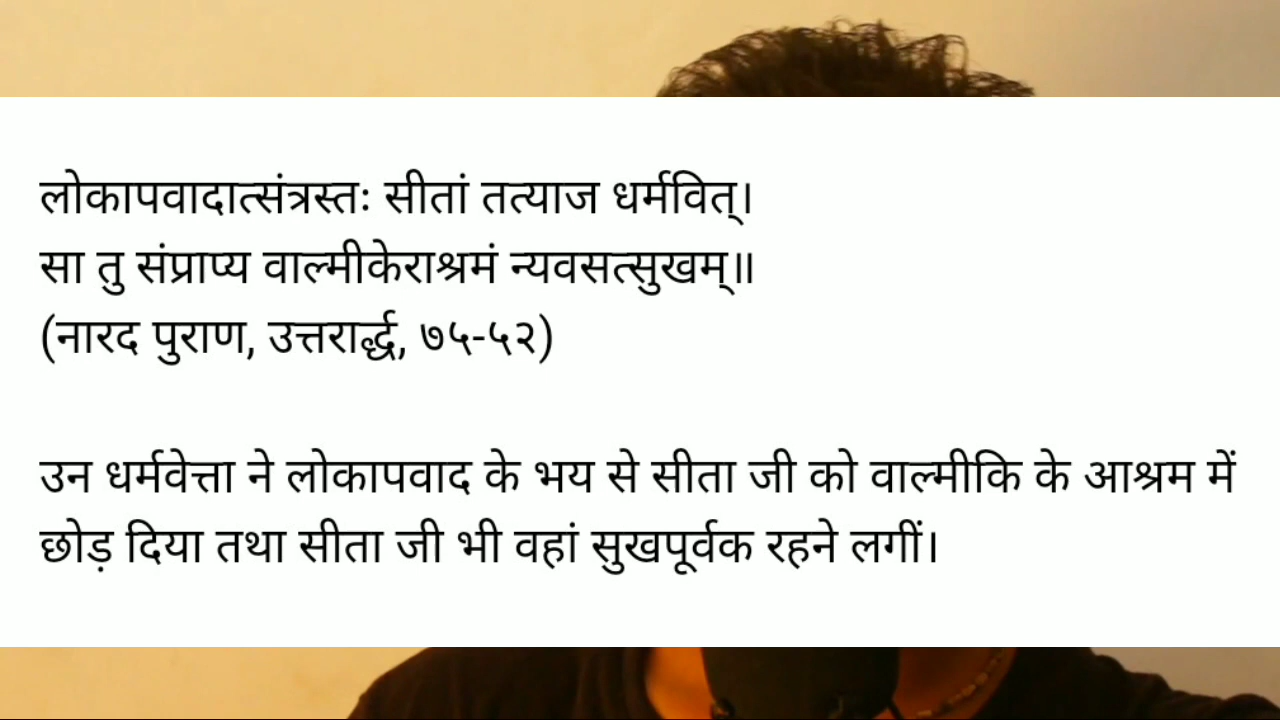 लोकापवादात्संत्रस्तः सीतां तत्याज धर्मवित्।
सा तु संप्राप्य वाल्मीकेराश्रमं न्यवसत्सुखम्॥
(नारद पुराण, उत्तरार्द्ध, ७५-५२)
उन धर्मवेत्ता ने लोकापवाद के भय से सीता जी को वाल्मीकि के आश्रम में
छोड़ दिया तथा सीता जी भी वहां सुखपूर्वक रहने लगीं।